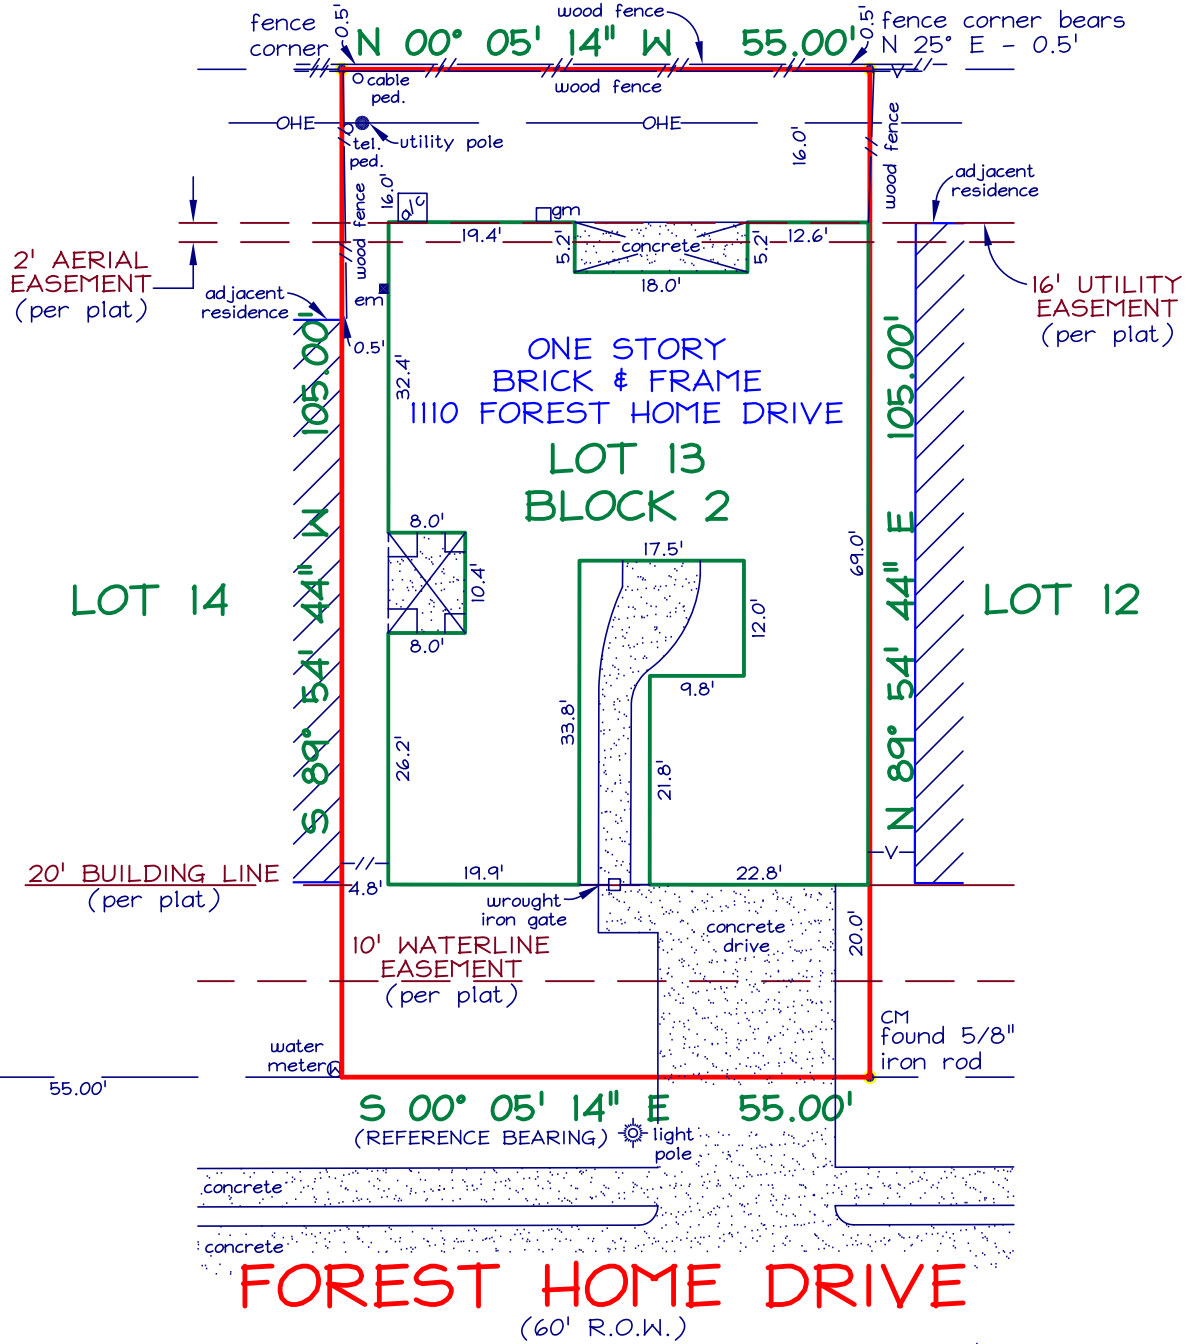 fence
corner
0.5'
N 00° 05' 14" W 55.00'
wood fence
0.5'
fence corner bears
N 25° E - 0.5'
cable
ped.
wood fence
OHE
OHE
utility pole
tel.
ped.
16.0'
wood fence
adjacent
residence
16.0'
wood fence
a/c
gm
19.4'
5.2'
concrete
5.2'
12.6'
18.0'
2' AERIAL
EASEMENT
(per plat)
16' UTILITY
EASEMENT
(per plat)
adjacent
residence
em
0.5'
32.4'
ONE STORY
BRICK & FRAME
1110 FOREST HOME DRIVE
LOT 13
BLOCK 2
S 89° 54' 44" W 105.00'
N 89° 54' 44" E 105.00'
8.0'
10.4'
8.0'
17.5'
69.0'
12.0'
9.8'
LOT 14
LOT 12
33.8'
26.2'
21.8'
20' BUILDING LINE
(per plat)
4.8'
19.9'
22.8'
wrought
iron gate
concrete
drive
20.0'
10' WATERLINE
EASEMENT
(per plat)
CM
found 5/8"
iron rod
water
meter
W
55.00'
S 00° 05' 14" E 55.00'
(REFERENCE BEARING)
light
pole
concrete
concrete
FOREST HOME DRIVE
(60' R.O.W.)